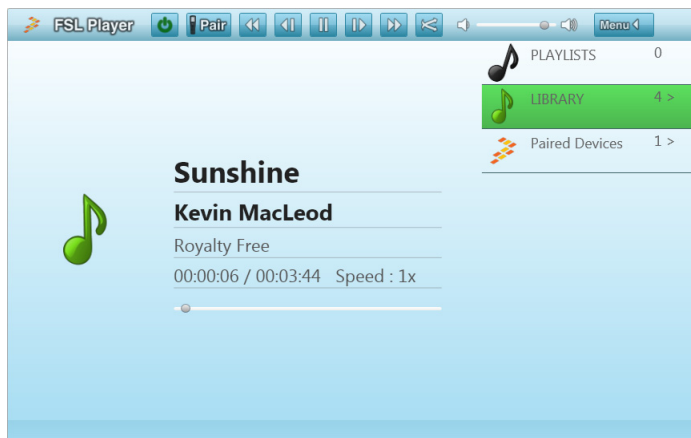 FSL Player Pair Menu
PLAYLISTS 0
LIBRARY 4 >
Paired Devices 1 >
Sunshine
Kevin MacLeod
Royalty Free
00:00:06 / 00:03:44 Speed : 1x